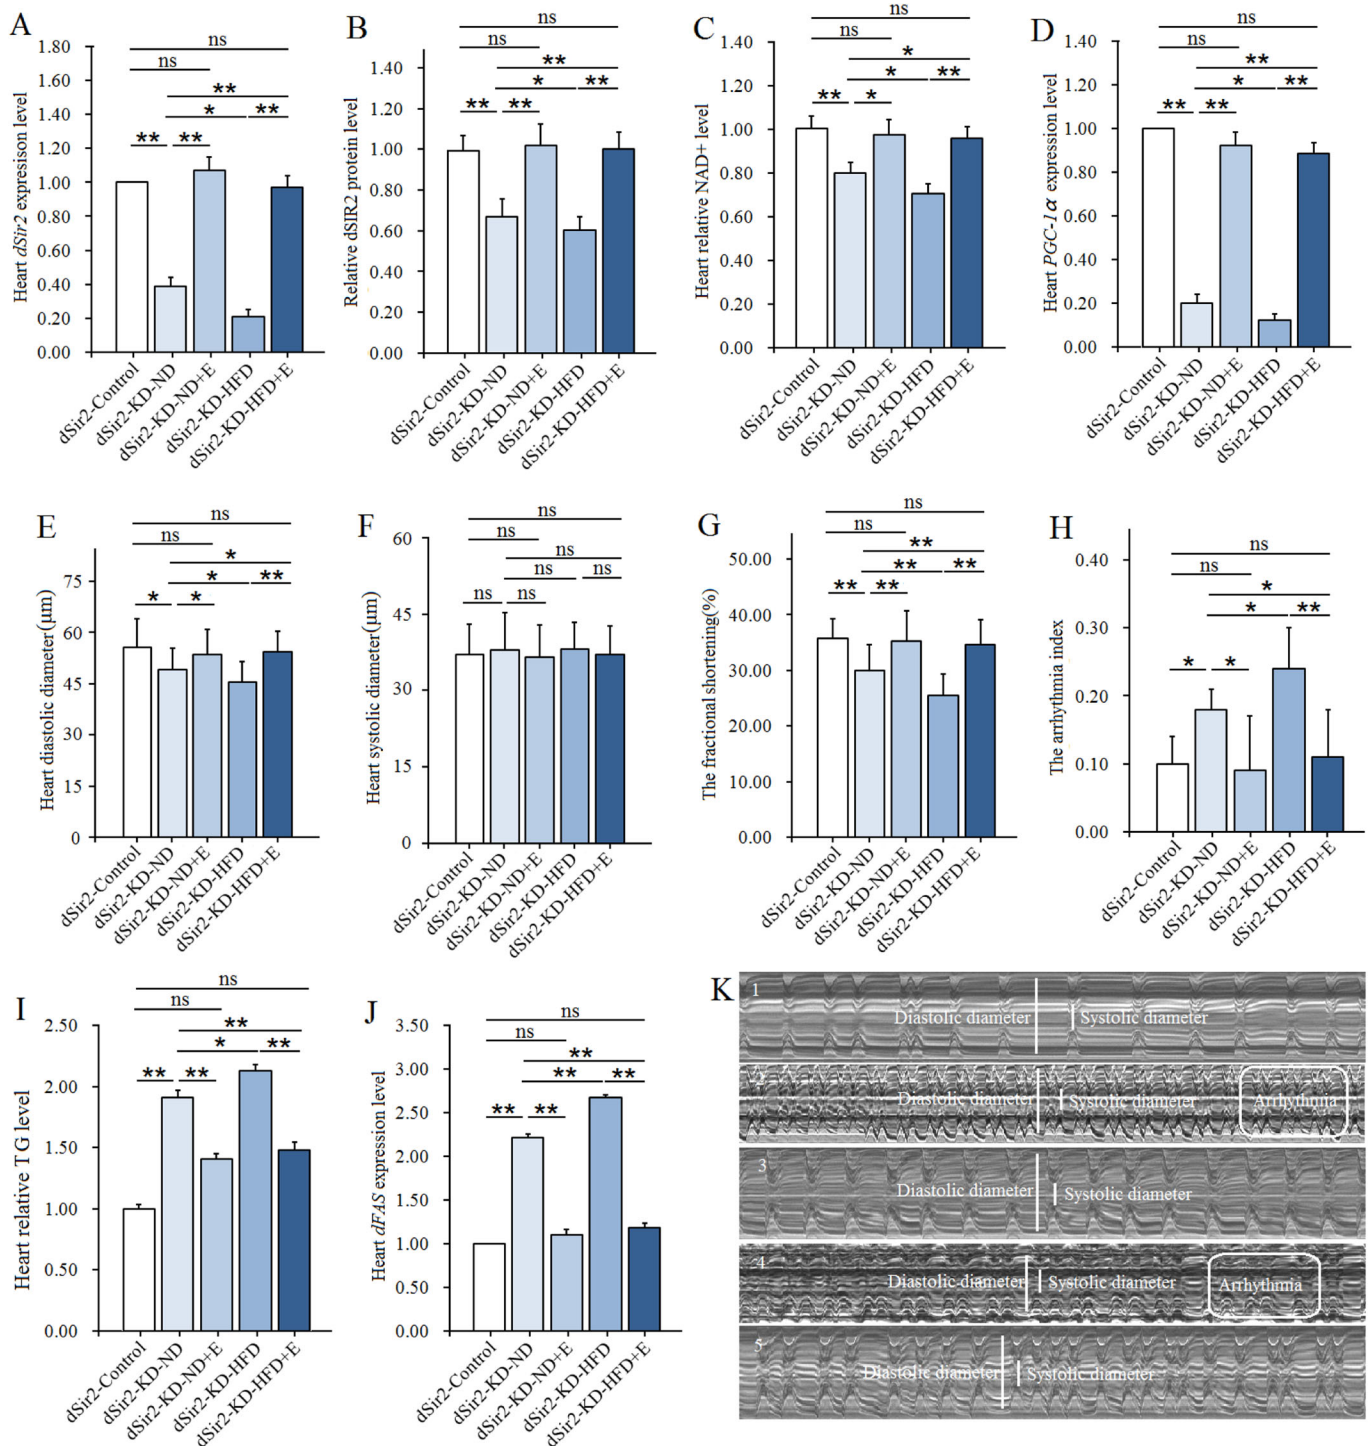 A
ns
ns
**
*
**
**
**
Heart dSir2 expresison level
1.80
1.60
1.40
1.20
1.00
0.80
0.60
0.40
0.20
0.00
dSir2-Control
dSir2-KD-ND
dSir2-KD-ND+E
dSir2-KD-HFD
dSir2-KD-HFD+E
B
ns
ns
**
*
**
**
**
Relative dSIR2 protein level
1.40
1.20
1.00
0.80
0.60
0.40
0.20
0.00
dSir2-Control
dSir2-KD-ND
dSir2-KD-ND+E
dSir2-KD-HFD
dSir2-KD-HFD+E
C
ns
ns
*
*
**
**
*
Heart relative NAD+ level
1.40
1.20
1.00
0.80
0.60
0.40
0.20
0.00
dSir2-Control
dSir2-KD-ND
dSir2-KD-ND+E
dSir2-KD-HFD
dSir2-KD-HFD+E
D
ns
ns
**
*
**
**
**
Heart PGC-1α expression level
1.40
1.20
1.00
0.80
0.60
0.40
0.20
0.00
dSir2-Control
dSir2-KD-ND
dSir2-KD-ND+E
dSir2-KD-HFD
dSir2-KD-HFD+E
E
ns
ns
*
*
**
*
*
Heart diastolic diameter(μm)
75
60
45
30
15
0
dSir2-Control
dSir2-KD-ND
dSir2-KD-ND+E
dSir2-KD-HFD
dSir2-KD-HFD+E
F
ns
ns
ns
ns
ns
ns
ns
Heart systolic diameter(μm)
60
45
30
15
0
dSir2-Control
dSir2-KD-ND
dSir2-KD-ND+E
dSir2-KD-HFD
dSir2-KD-HFD+E
G
ns
ns
**
**
**
**
**
The fractional shortening(%)
50.00
40.00
30.00
20.00
10.00
0.00
dSir2-Control
dSir2-KD-ND
dSir2-KD-ND+E
dSir2-KD-HFD
dSir2-KD-HFD+E
H
ns
ns
*
*
**
*
*
The arrhythmia index
0.40
0.30
0.20
0.10
0.00
dSir2-Control
dSir2-KD-ND
dSir2-KD-ND+E
dSir2-KD-HFD
dSir2-KD-HFD+E
I
ns
ns
**
*
**
**
**
Heart relative TG level
2.50
2.00
1.50
1.00
0.50
0.00
dSir2-Control
dSir2-KD-ND
dSir2-KD-ND+E
dSir2-KD-HFD
dSir2-KD-HFD+E
J
ns
ns
**
**
**
**
**
Heart dFAS expression level
3.50
3.00
2.50
2.00
1.50
1.00
0.50
0.00
dSir2-Control
dSir2-KD-ND
dSir2-KD-ND+E
dSir2-KD-HFD
dSir2-KD-HFD+E
K
1
Diastolic diameter
Systolic diameter
2
Diastolic diameter
Systolic diameter
Arrhythmia
3
Diastolic diameter
Systolic diameter
4
Diastolic diameter
Systolic diameter
Arrhythmia
5
Diastolic diameter
Systolic diameter